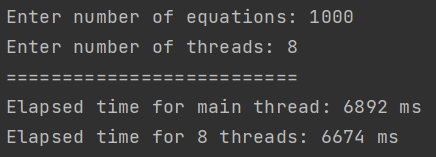 Enter number of equations: 1000
Enter number of threads: 8
==========================
Elapsed time for main thread: 6892 ms
Elapsed time for 8 threads: 6674 ms